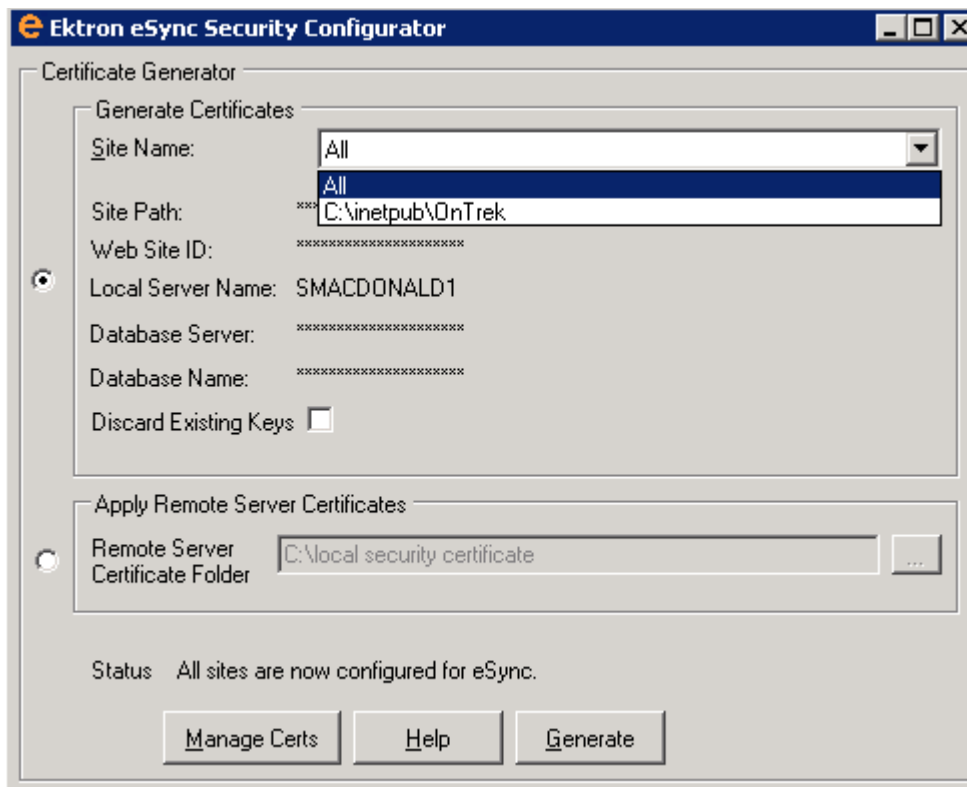 Ektron eSync Security Configurator
Certificate Generator
Generate Certificates
Site Name:
All
All
C:\inetpub\OnTrek
Site Path: ***
Web Site ID: *********************
Local Server Name: SMACDONALD1
Database Server: *********************
Database Name: *********************
Discard Existing Keys
Apply Remote Server Certificates
Remote Server
Certificate Folder
C:\local security certificate
...
Status All sites are now configured for eSync.
Manage Certs Help Generate